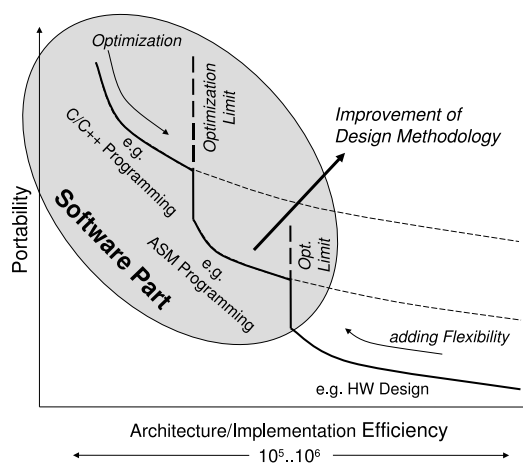 Optimization
Optimization
Limit
Improvement of
Design Methodology
e.g.
C/C++ Programming
Portability
Software Part
e.g.
ASM Programming
Opt.
Limit
adding Flexibility
e.g. HW Design
Architecture/Implementation Efficiency
10⁵..10⁶